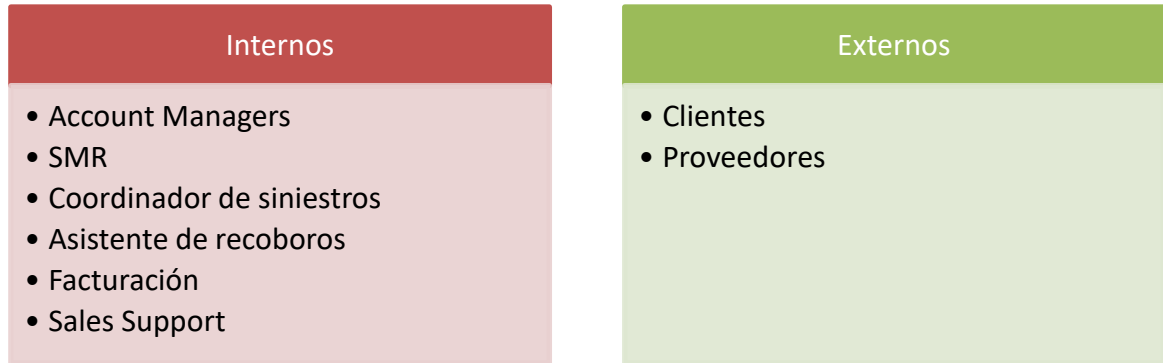 Internos
• Account Managers
• SMR
• Coordinador de siniestros
• Asistente de recoboros
• Facturación
• Sales Support
Externos
• Clientes
• Proveedores